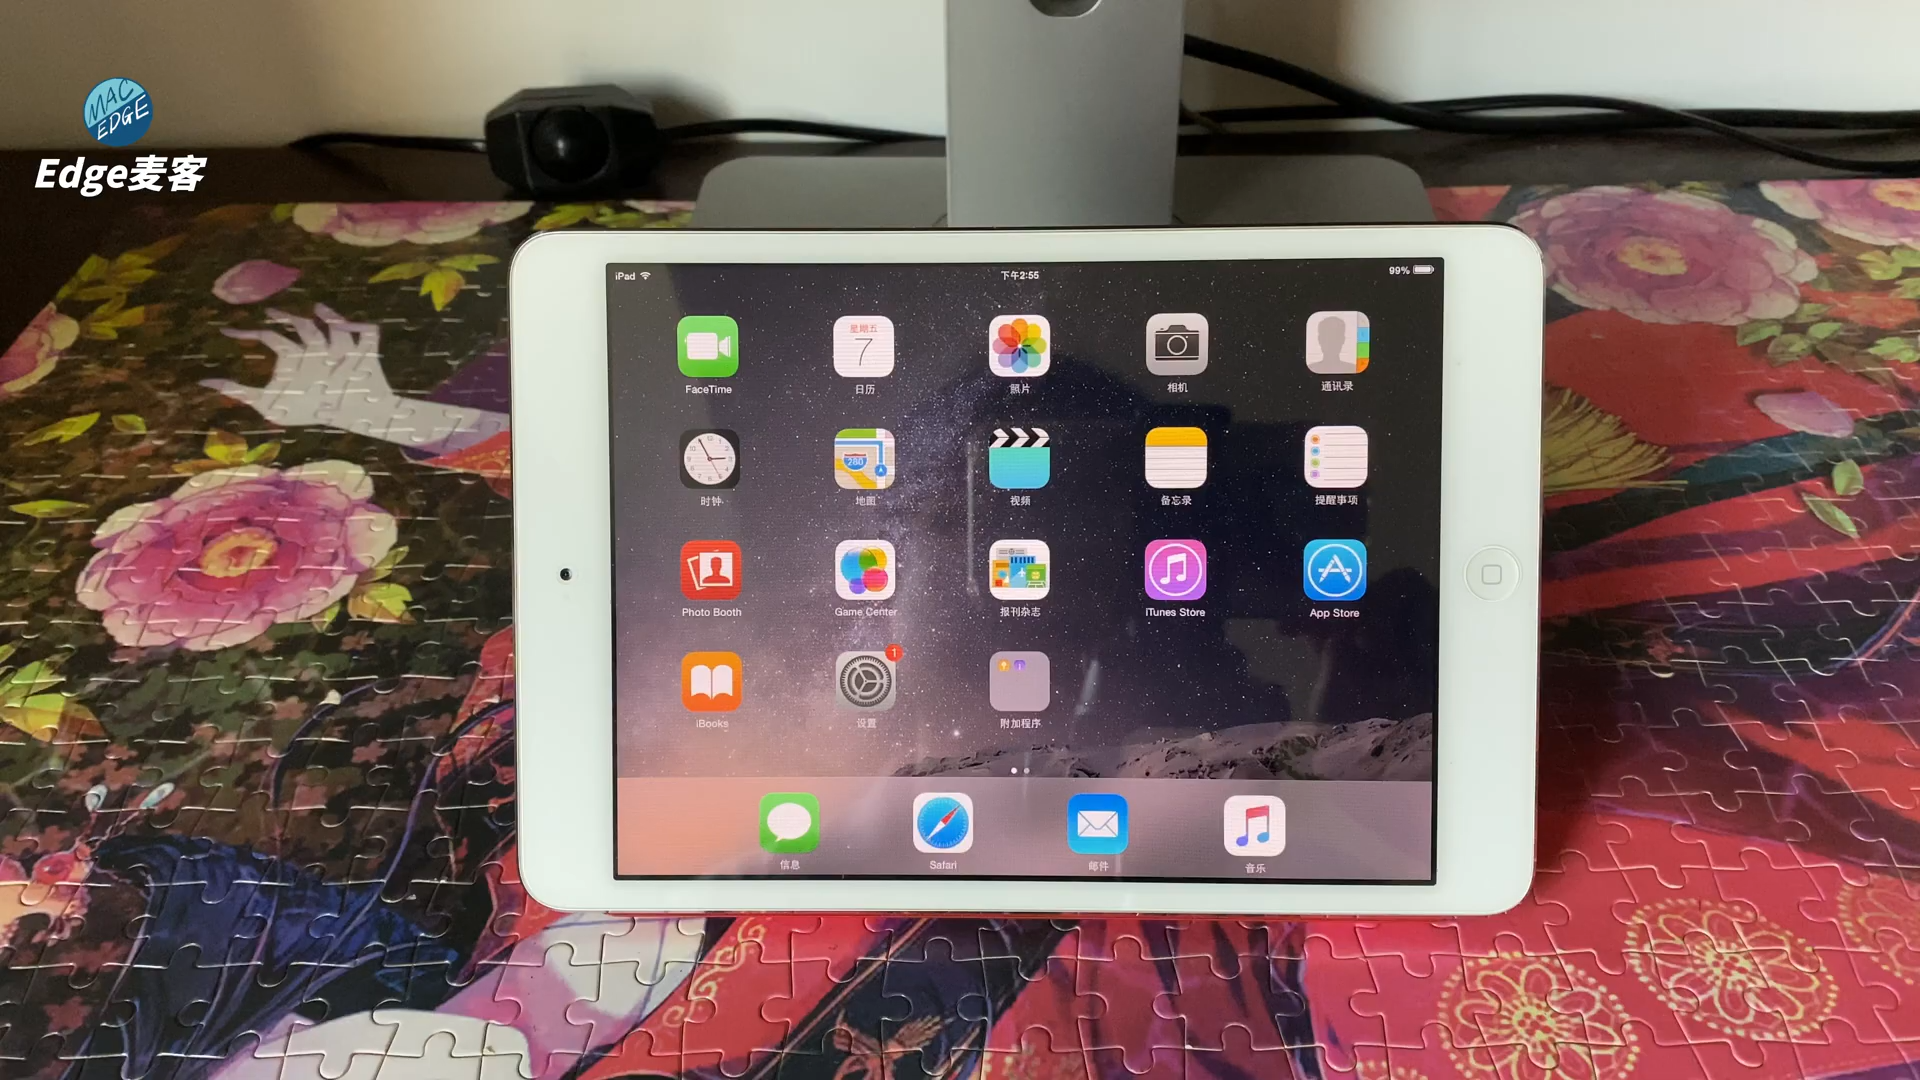 MAC
EDGE
Edge麦客
iPad
下午2:55
99%
FaceTime
星期五
7
日历
照片
相机
通讯录
时钟
280
地图
视频
备忘录
提醒事项
Photo Booth
Game Center
报刊杂志
iTunes Store
App Store
iBooks
1
设置
附加程序
信息
Safari
邮件
音乐